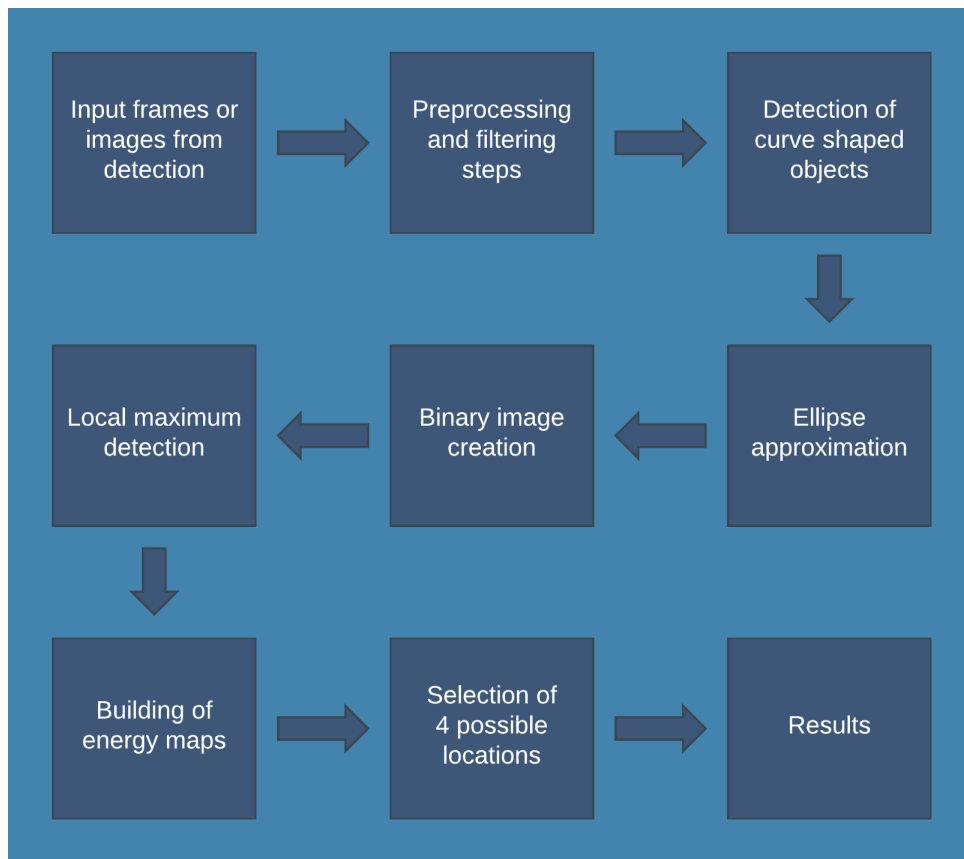 Input frames or
images from
detection
Preprocessing
and filtering
steps
Detection of
curve shaped
objects
Ellipse
approximation
Binary image
creation
Local maximum
detection
Building of
energy maps
Selection of
4 possible
locations
Results